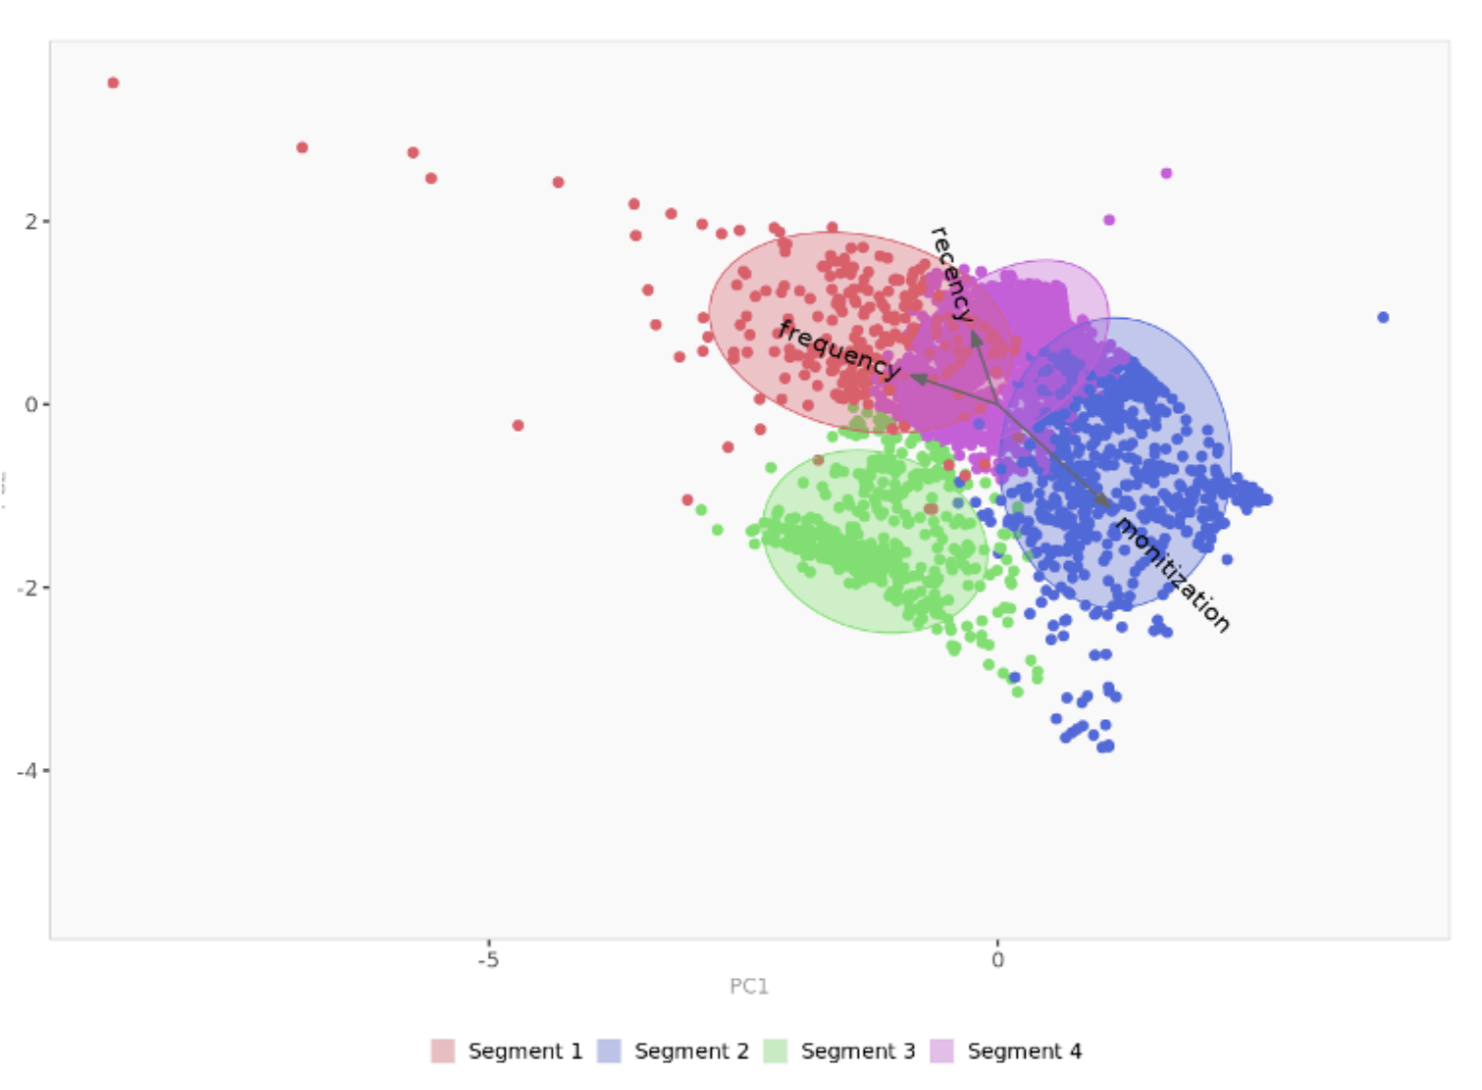 2
0
-2
-4
recency
frequency
monitization
-5
0
PC1
Segment 1
Segment 2
Segment 3
Segment 4